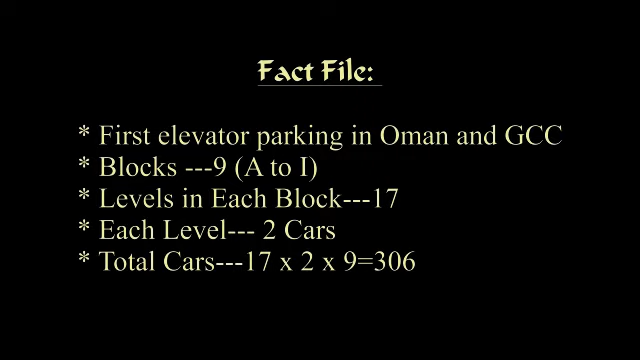 Fact File:
* First elevator parking in Oman and GCC
* Blocks ---9 (A to I)
* Levels in Each Block---17
* Each Level--- 2 Cars
* Total Cars---17 x 2 x 9=306